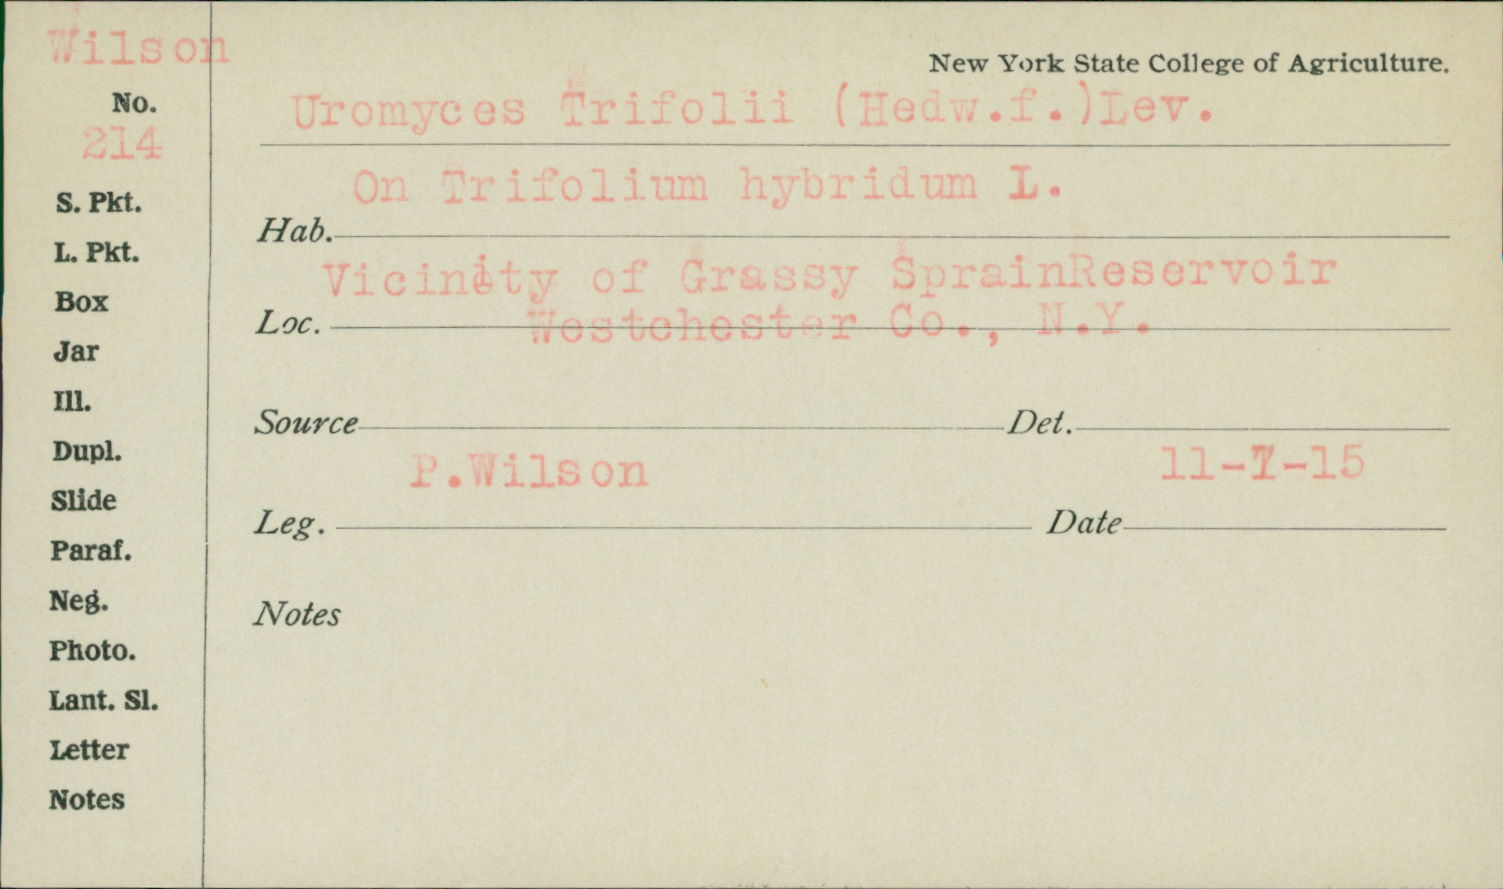 Wilson
New York State College of Agriculture.
No.
214
Uromyces Trifolii (Hedw.f.)Lev.
On Trifolium hybridum L.
Hab.
Vicinity of Grassy SprainReservoir
Loc. Westchester Co., N.Y.
Source Det.
P.Wilson 11-7-15
Leg. Date
Notes
S. Pkt.
L. Pkt.
Box
Jar
Ill.
Dupl.
Slide
Paraf.
Neg.
Photo.
Lant. Sl.
Letter
Notes